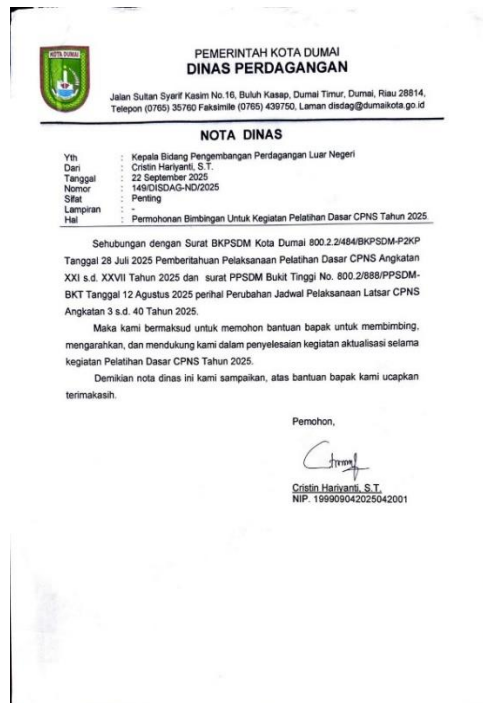 KOTA DUMAI
PEMERINTAH KOTA DUMAI
DINAS PERDAGANGAN
Jalan Sultan Syarif Kasim No.16, Buluh Kasap, Dumai Timur, Dumai, Riau 28814,
Telepon (0765) 35760 Faksimile (0765) 439750, Laman disdag@dumaikota.go.id
NOTA DINAS
Yth : Kepala Bidang Pengembangan Perdagangan Luar Negeri
Dari : Cristin Hariyanti, S.T.
Tanggal : 22 September 2025
Nomor : 149/DISDAG-ND/2025
Sifat : Penting
Lampiran : -
Hal : Permohonan Bimbingan Untuk Kegiatan Pelatihan Dasar CPNS Tahun 2025
Sehubungan dengan Surat BKPSDM Kota Dumai 800.2.2/484/BKPSDM-P2KP
Tanggal 28 Juli 2025 Pemberitahuan Pelaksanaan Pelatihan Dasar CPNS Angkatan
XXI s.d. XXVII Tahun 2025 dan surat PPSDM Bukit Tinggi No. 800.2/888/PPSDM-
BKT Tanggal 12 Agustus 2025 perihal Perubahan Jadwal Pelaksanaan Latsar CPNS
Angkatan 3 s.d. 40 Tahun 2025.
Maka kami bermaksud untuk memohon bantuan bapak untuk membimbing,
mengarahkan, dan mendukung kami dalam penyelesaian kegiatan aktualisasi selama
kegiatan Pelatihan Dasar CPNS Tahun 2025.
Demikian nota dinas ini kami sampaikan, atas bantuan bapak kami ucapkan
terimakasih.
Pemohon,
Cristin Hariyanti, S.T.
NIP. 199909042025042001